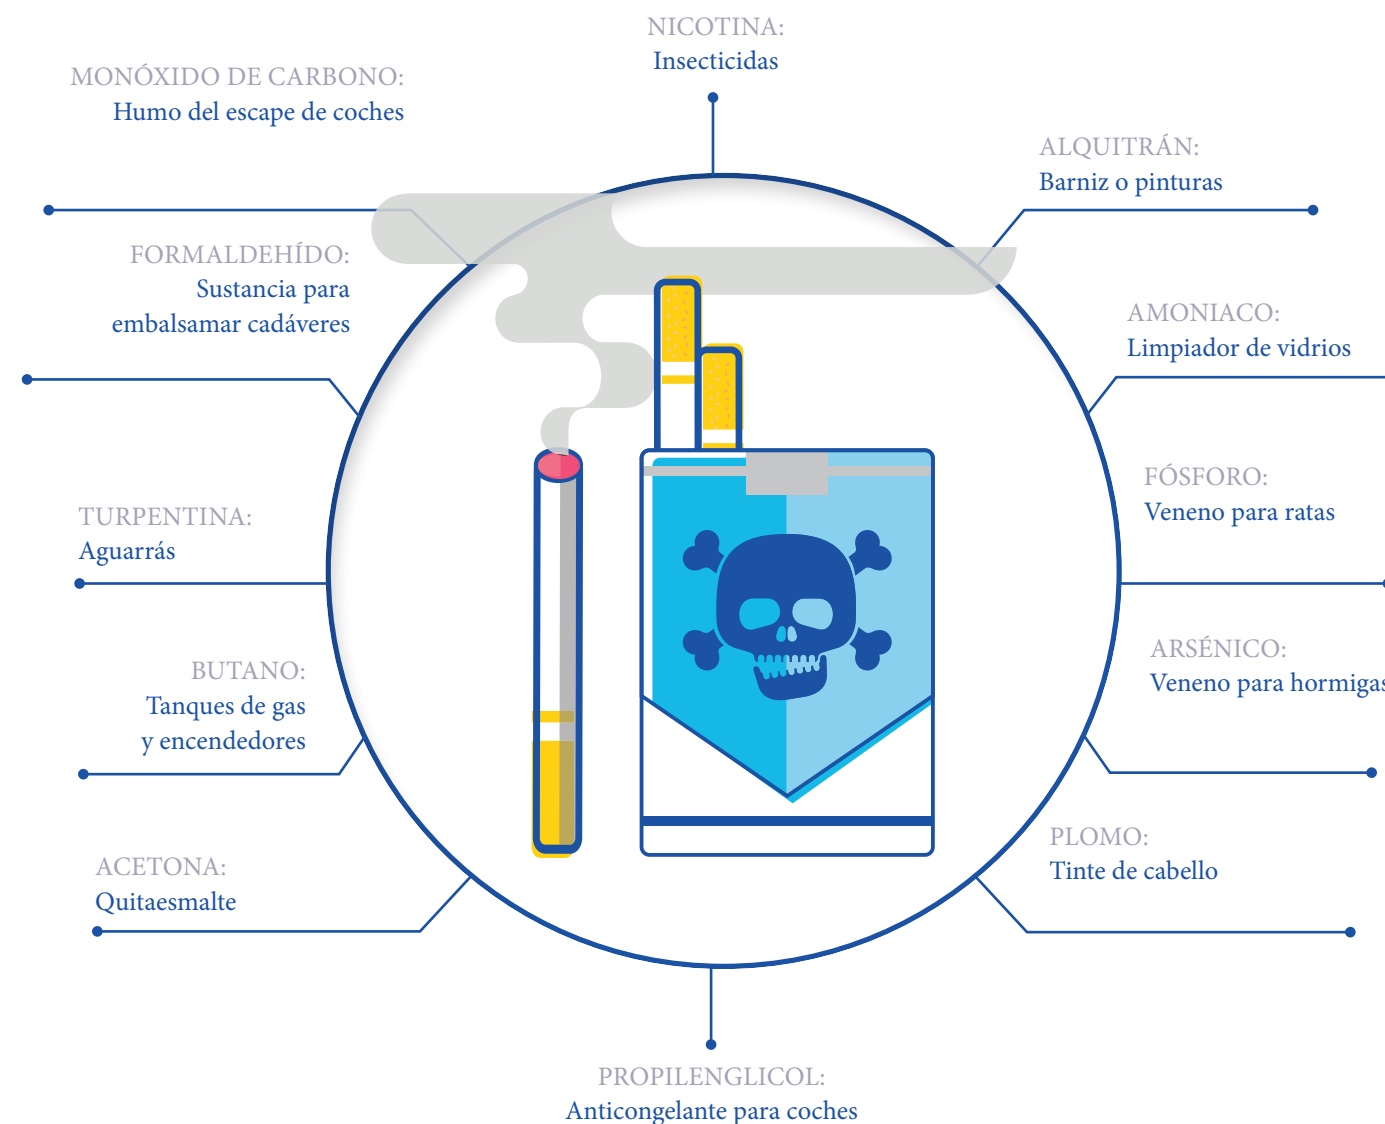 NICOTINA:
Insecticidas
MONÓXIDO DE CARBONO:
Humo del escape de coches
ALQUITRÁN:
Barniz o pinturas
FORMALDEHÍDO:
Sustancia para
embalsamar cadáveres
AMONIACO:
Limpiador de vidrios
TURPENTINA:
Aguarrás
FÓSFORO:
Veneno para ratas
BUTANO:
Tanques de gas
y encendedores
ARSÉNICO:
Veneno para hormigas
ACETONA:
Quitaesmalte
PLOMO:
Tinte de cabello
PROPILENGLICOL:
Anticongelante para coches